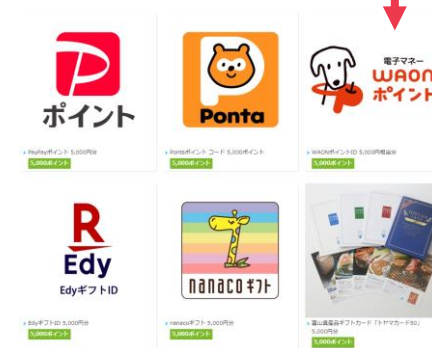 P
ポイント
Ponta
電子マネー
WAON
ポイント
PayPayポイント 5,000円分
Pontaポイント コード 5,000ポイント
WAONポイントID 5,000円相当分
5,000ポイント
5,000ポイント
5,000ポイント
R
Edy
EdyギフトID
nanacoギフト
EdyギフトID 5,000円分
nanacoギフト 5,000円分
富山県産品ギフトカード「トヤマカード50」
5,000円分
5,000ポイント
5,000ポイント
5,000ポイント